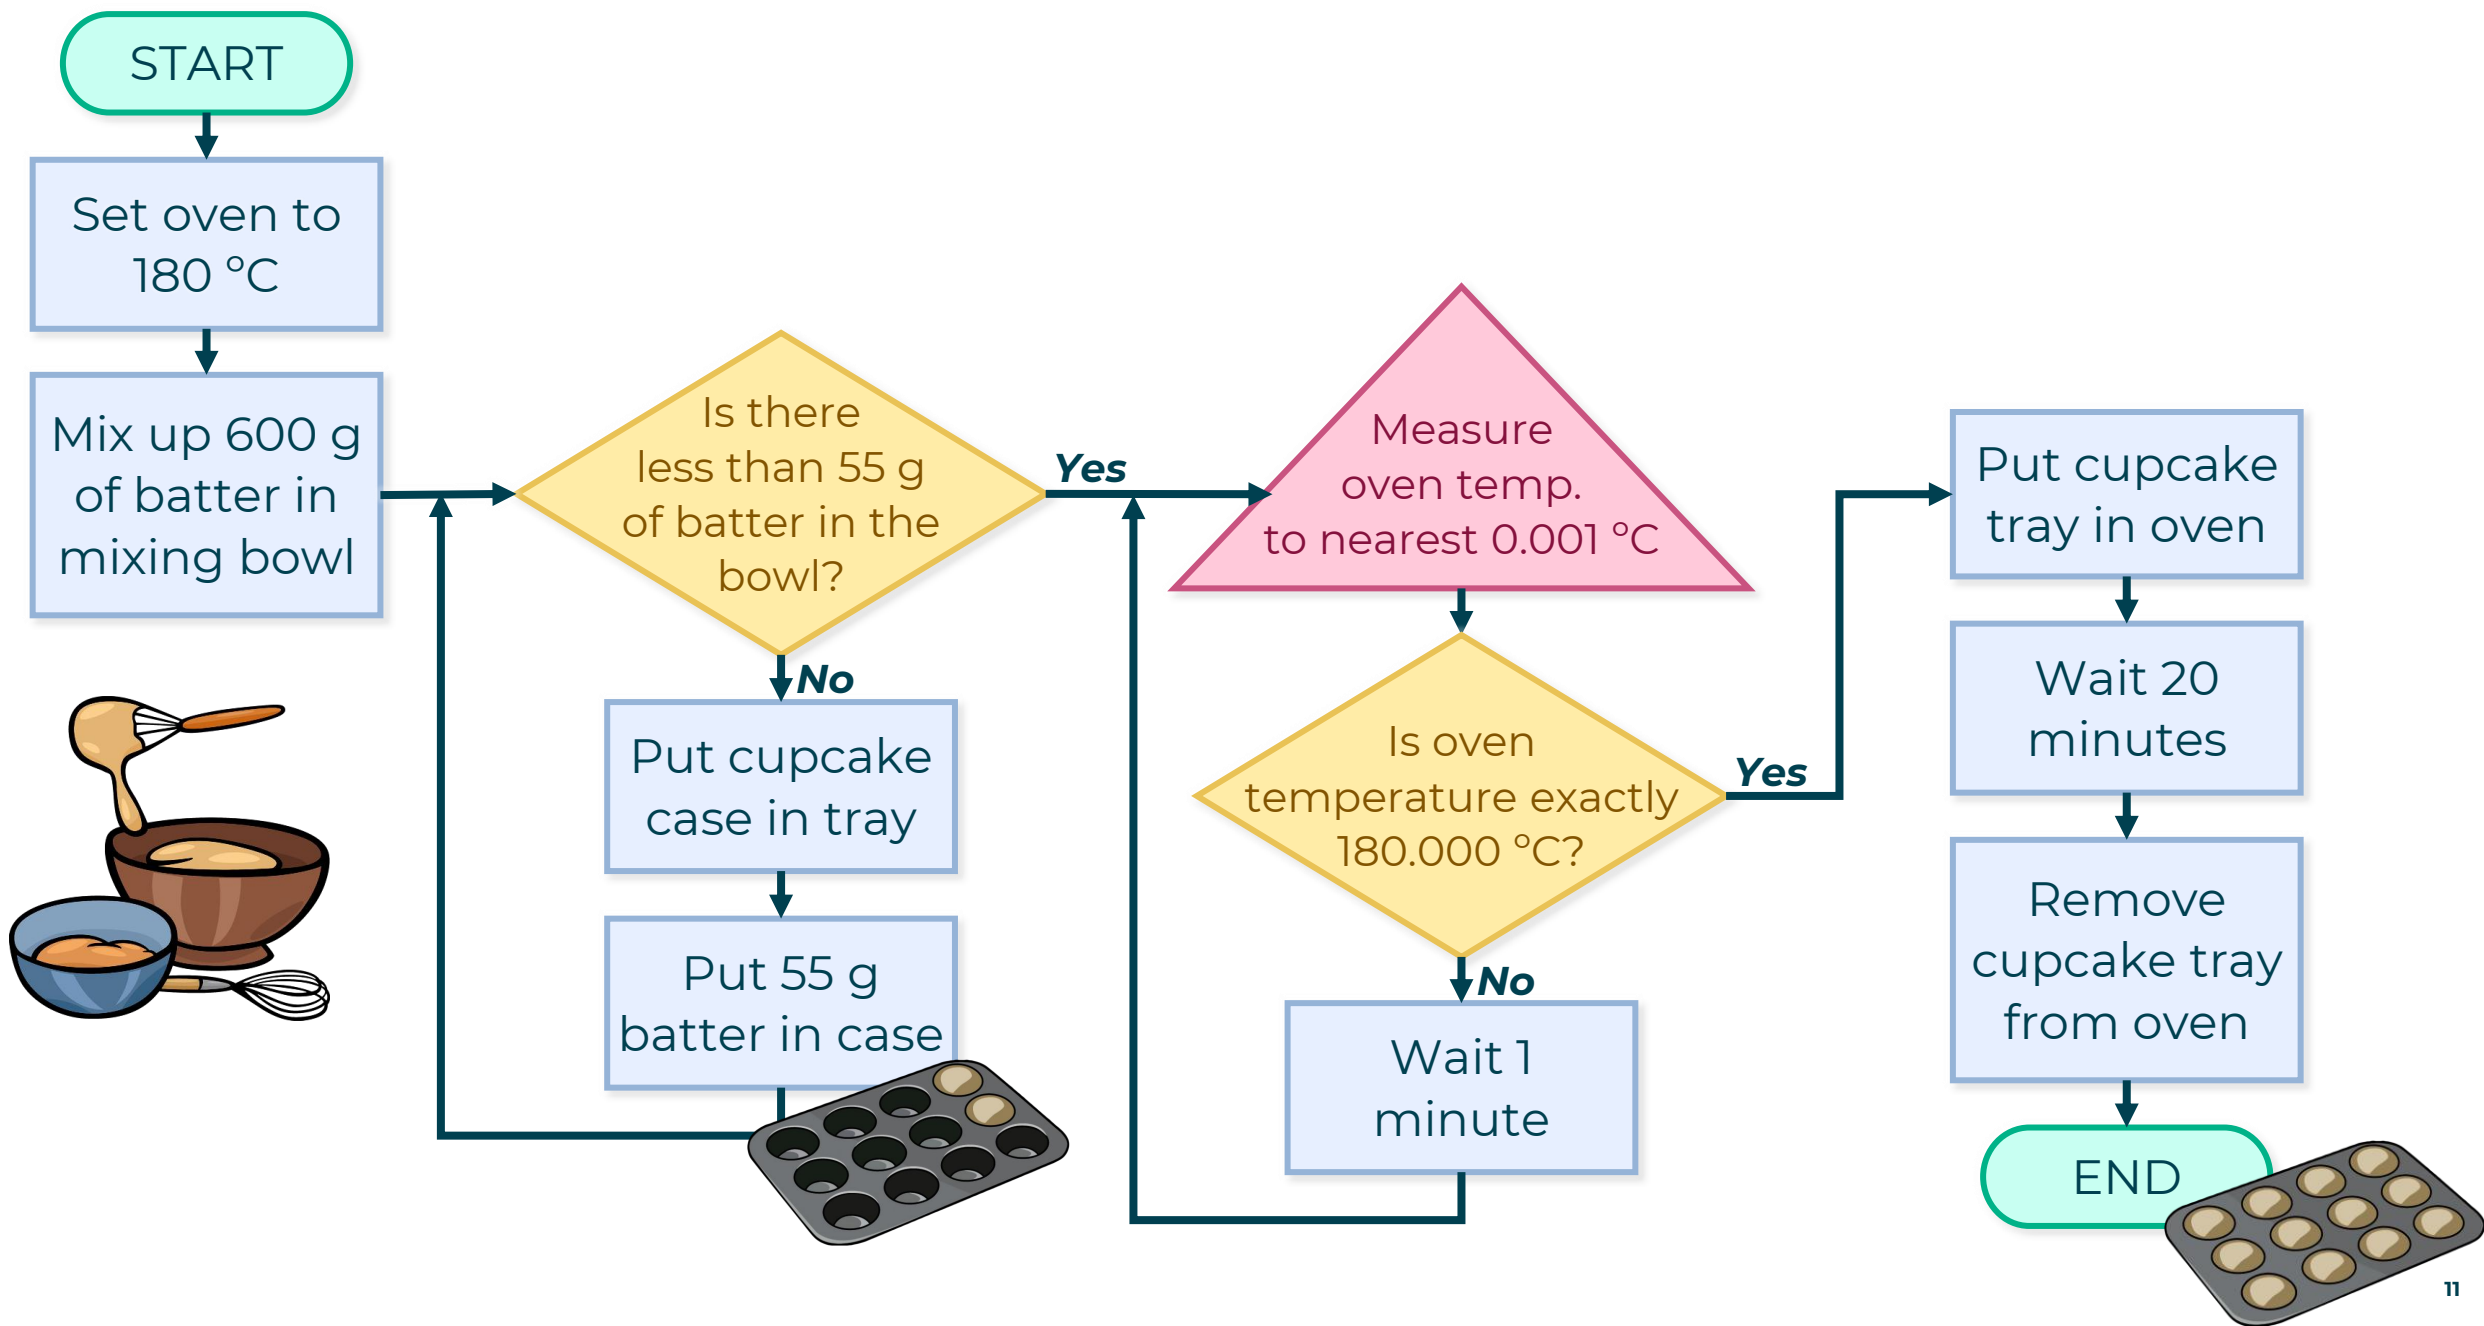 START
Set oven to
180 °C
Mix up 600 g
of batter in
mixing bowl
Is there
less than 55 g
of batter in the
bowl?
Yes
No
Put cupcake
case in tray
Put 55 g
batter in case
Measure
oven temp.
to nearest 0.001 °C
Is oven
temperature exactly
180.000 °C?
Yes
No
Wait 1
minute
Put cupcake
tray in oven
Wait 20
minutes
Remove
cupcake tray
from oven
END
11